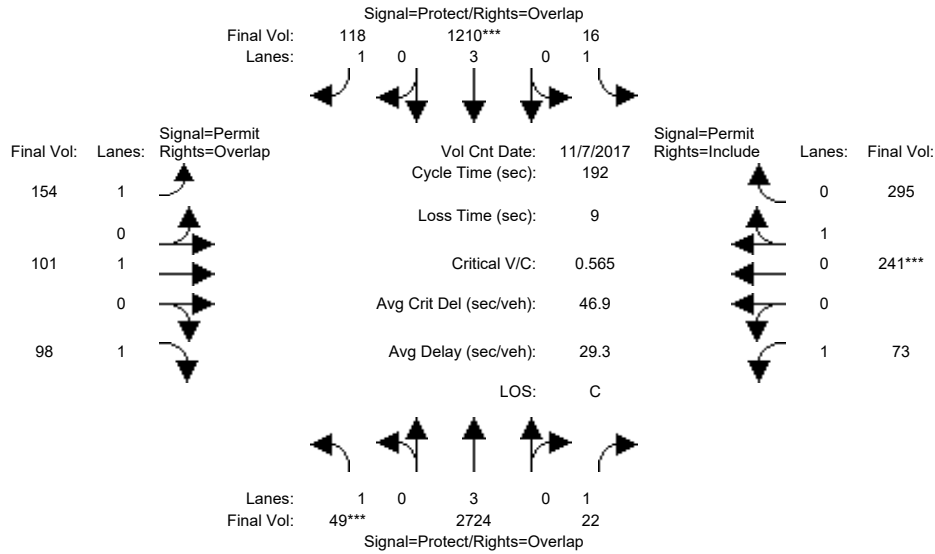 Signal=Protect/Rights=Overlap
Final Vol: 118 1210*** 16
Lanes: 1 0 3 0 1
Signal=Permit Signal=Permit
Final Vol: Lanes: Rights=Overlap Vol Cnt Date: 11/7/2017 Rights=Include Lanes: Final Vol:
154 1 Cycle Time (sec): 192 0 295
0 Loss Time (sec): 9 1
101 1 Critical V/C: 0.565 0 241***
0 Avg Crit Del (sec/veh): 46.9 0
98 1 Avg Delay (sec/veh): 29.3 1 73
LOS: C
Lanes: 1 0 3 0 1
Final Vol: 49*** 2724 22
Signal=Protect/Rights=Overlap